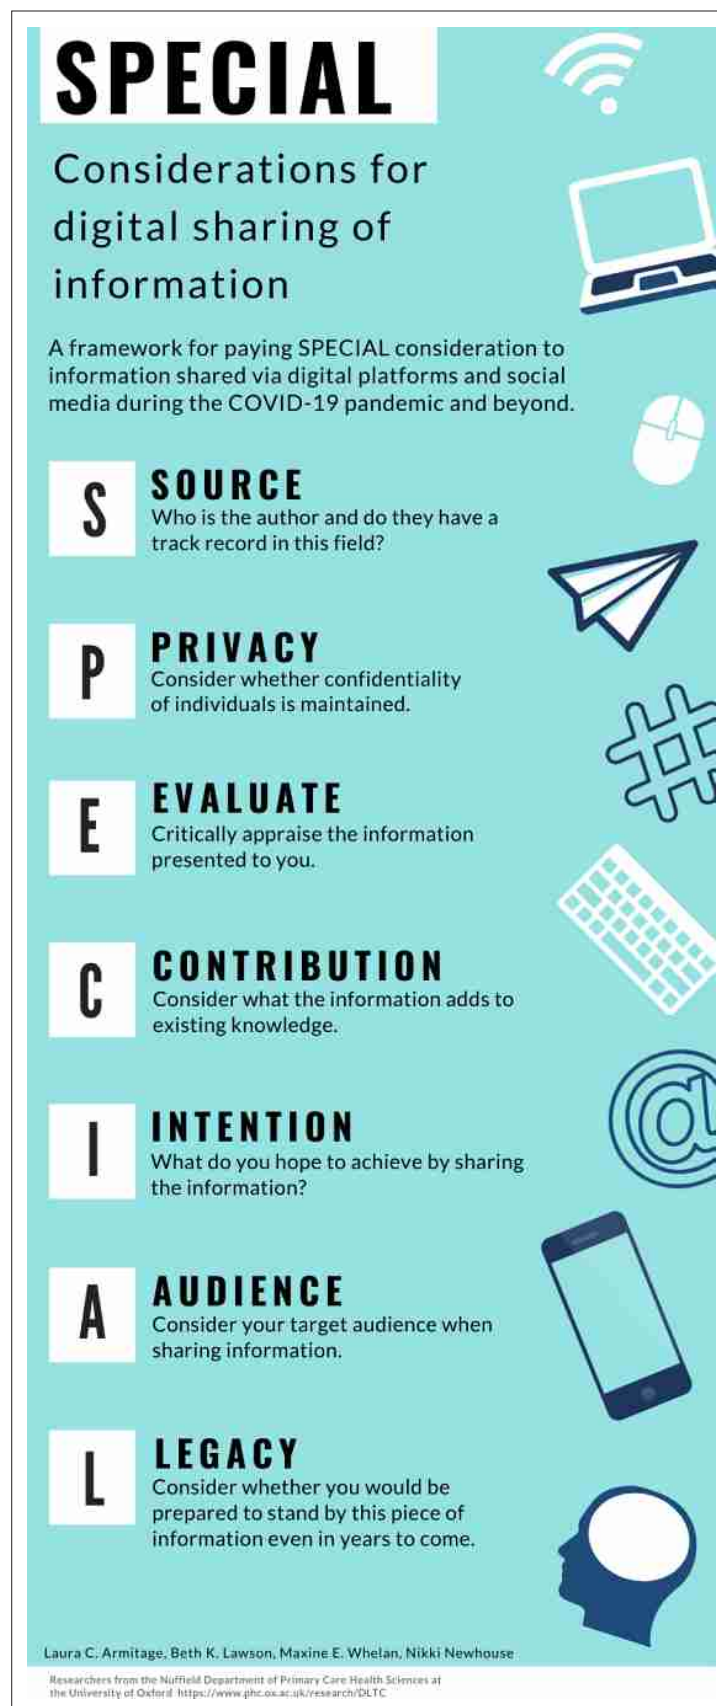 SPECIAL
Considerations for
digital sharing of
information
A framework for paying SPECIAL consideration to
information shared via digital platforms and social
media during the COVID-19 pandemic and beyond.
S
SOURCE
Who is the author and do they have a
track record in this field?
P
PRIVACY
Consider whether confidentiality
of individuals is maintained.
E
EVALUATE
Critically appraise the information
presented to you.
C
CONTRIBUTION
Consider what the information adds to
existing knowledge.
I
INTENTION
What do you hope to achieve by sharing
the information?
A
AUDIENCE
Consider your target audience when
sharing information.
L
LEGACY
Consider whether you would be
prepared to stand by this piece of
information even in years to come.
Laura C. Armitage, Beth K. Lawson, Maxine E. Whelan, Nikki Newhouse
Researchers from the Nuffield Department of Primary Care Health Sciences at
the University of Oxford https://www.phc.ox.ac.uk/research/DLTC